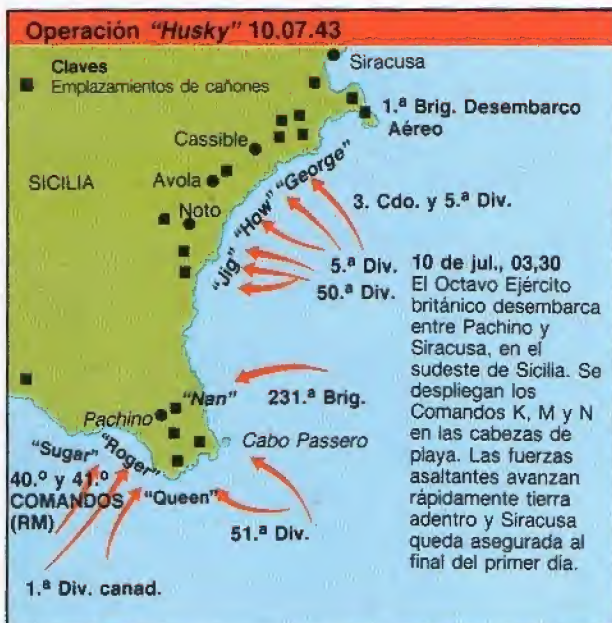 Operación "Husky" 10.07.43
Claves
Emplazamientos de cañones
Siracusa
1.ª Brig. Desembarco
Aéreo
Cassible
SICILIA
Avola
Noto
"George"
"How"
"Jig"
3. Cdo. y 5.ª Div.
5.ª Div.
50.ª Div.
10 de jul., 03,30
El Octavo Ejército
británico desembarca
entre Pachino y
Siracusa, en el
sudeste de Sicilia. Se
despliegan los
Comandos K, M y N
en las cabezas de
playa. Las fuerzas
asaltantes avanzan
rápidamente tierra
adentro y Siracusa
queda asegurada al
final del primer día.
"Nan"
231.ª Brig.
Pachino
Cabo Passero
"Sugar"
"Roger"
40.º y 41.º
COMANDOS
(RM)
"Queen"
51.ª Div.
1.ª Div. canad.